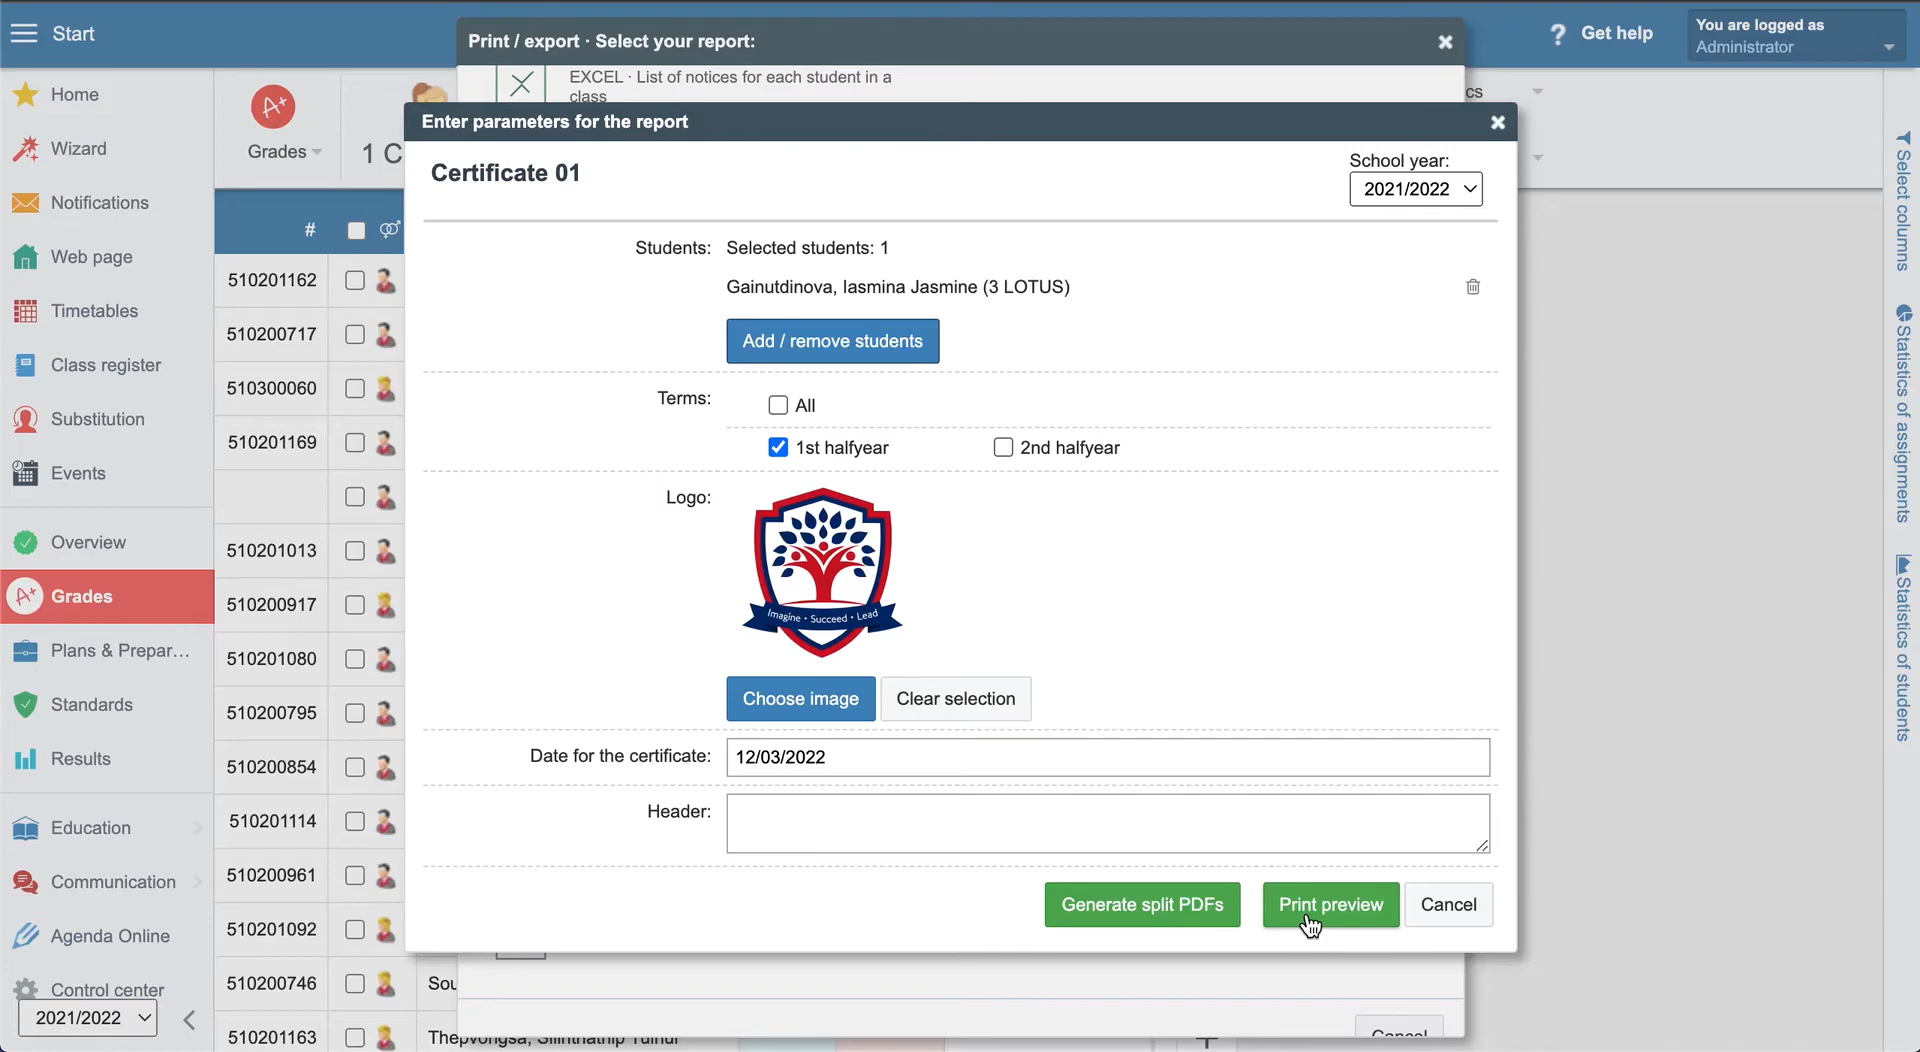 Start
Print / export · Select your report:
Get help
You are logged as
Administrator
EXCEL · List of notices for each student in a
class
Enter parameters for the report
Certificate 01
School year:
2021/2022
Students: Selected students: 1
Gainutdinova, Iasmina Jasmine (3 LOTUS)
Add / remove students
Terms:
All
1st halfyear
2nd halfyear
Logo:
Imagine • Succeed • Lead
Choose image
Clear selection
Date for the certificate: 12/03/2022
Header:
Generate split PDFs
Print preview
Cancel
Cancel
Home
Wizard
Notifications
Web page
Timetables
Class register
Substitution
Events
Overview
A+ Grades
Plans & Prepar...
Standards
Results
Education
Communication
Agenda Online
Control center
2021/2022
A+
Grades
1 C
cs
#
510201162
510200717
510300060
510201169
510201013
510200917
510201080
510200795
510200854
510201114
510200961
510201092
510200746 Sou
510201163
Select columns
Statistics of assignments
Statistics of students